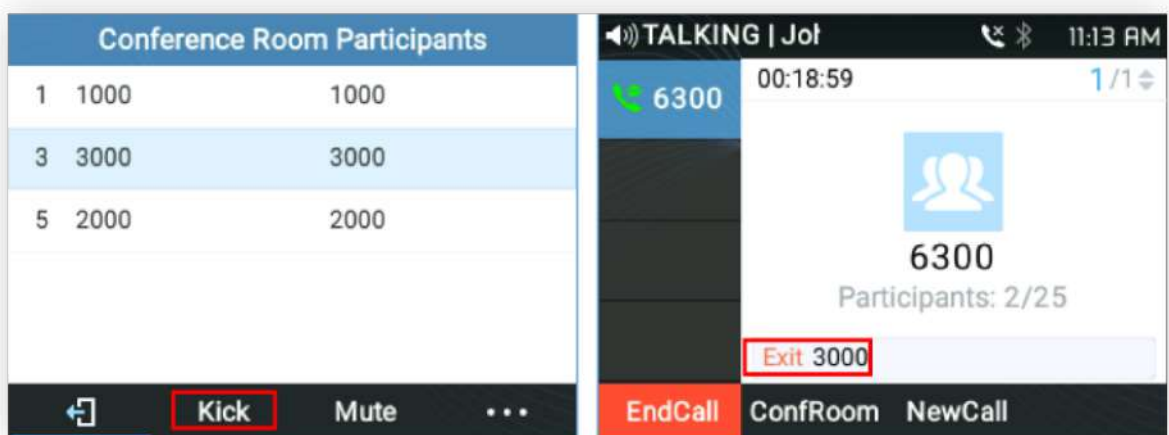 Conference Room Participants
1 1000 1000
3 3000 3000
5 2000 2000
Kick Mute ...
TALKING | Joh 11:13 AM
6300
00:18:59 1/1
6300
Participants: 2/25
Exit 3000
EndCall ConfRoom NewCall